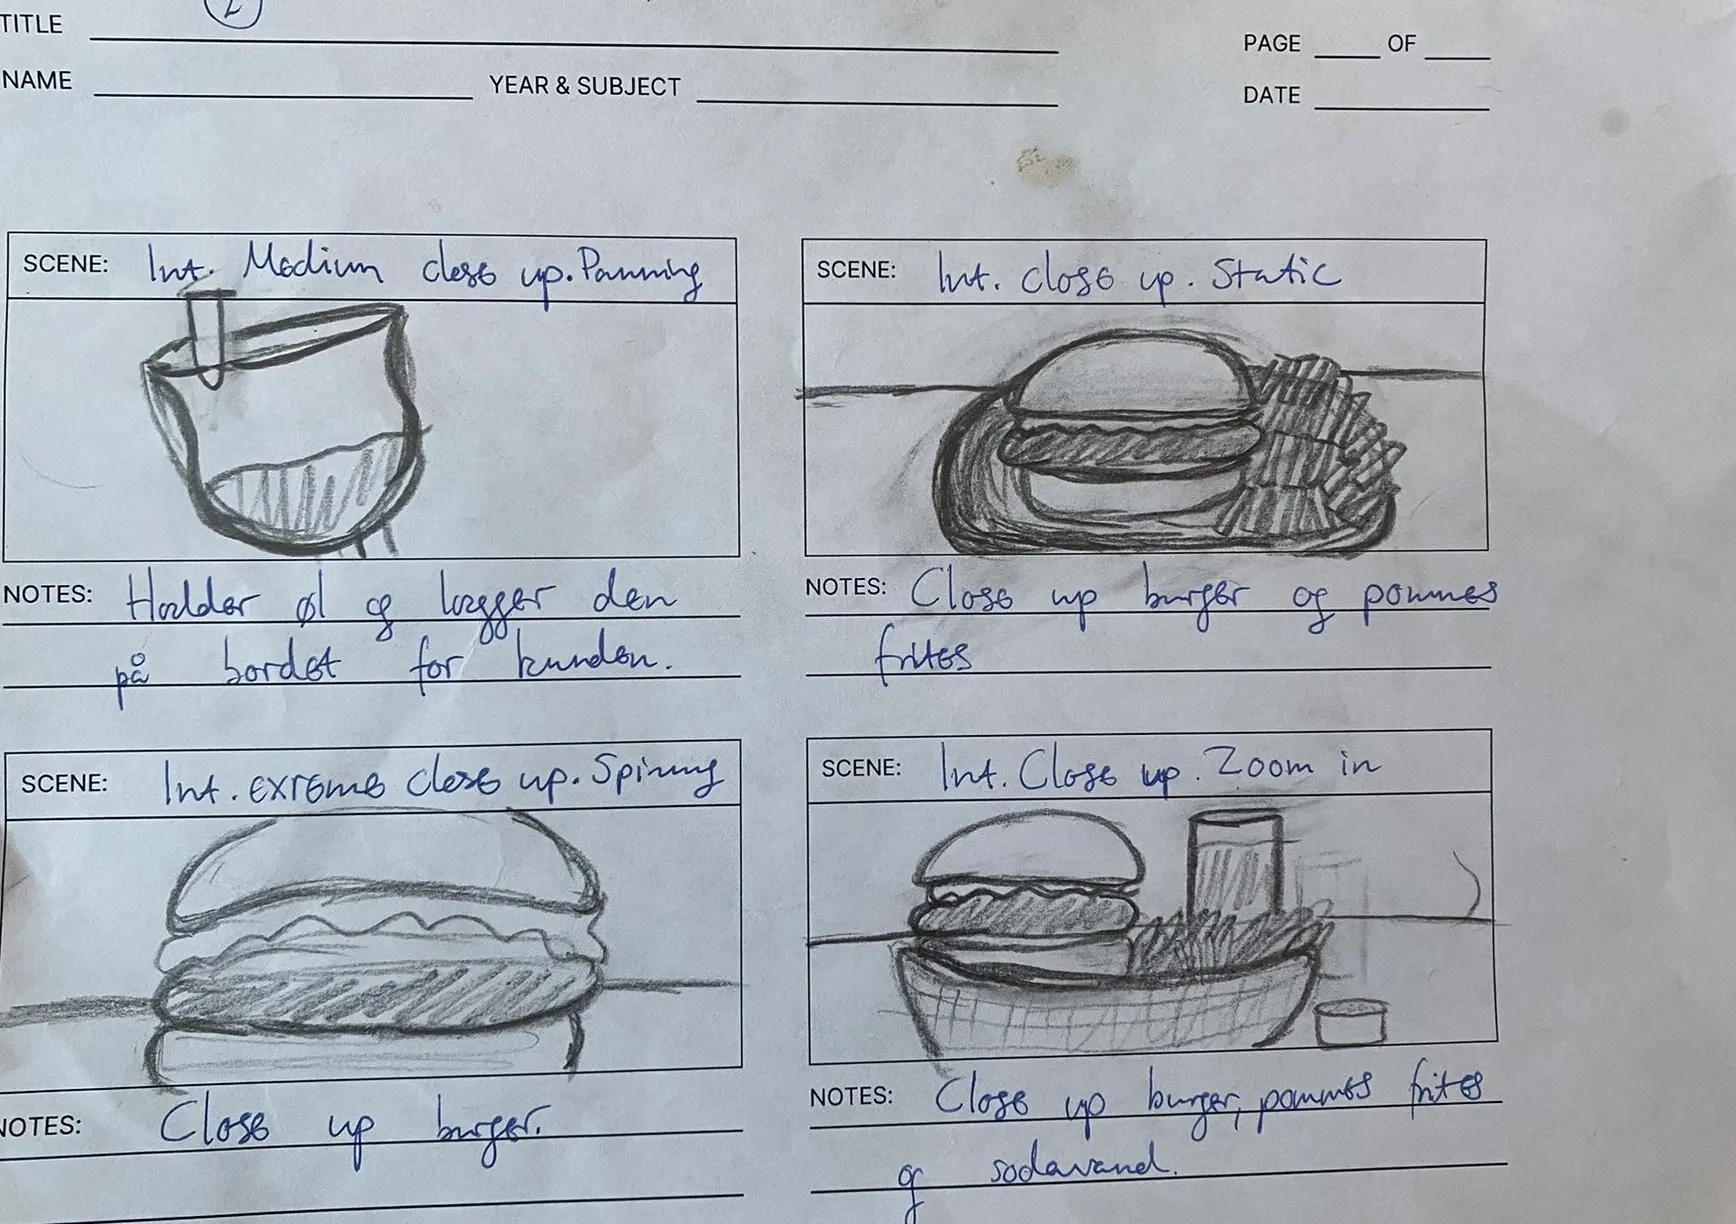 TITLE
2
PAGE OF
NAME YEAR & SUBJECT
DATE
SCENE: Int. Medium close up. Panning
NOTES: Holder øl og lægger den
på bordet for kunden.
SCENE: Int. close up. Static
NOTES: Close up burger og pommes
frites
SCENE: Int. extreme close up. Spining
NOTES: Close up burger.
SCENE: Int. Close up. Zoom in
NOTES: Close up burger, pommes frites
og sodavand.